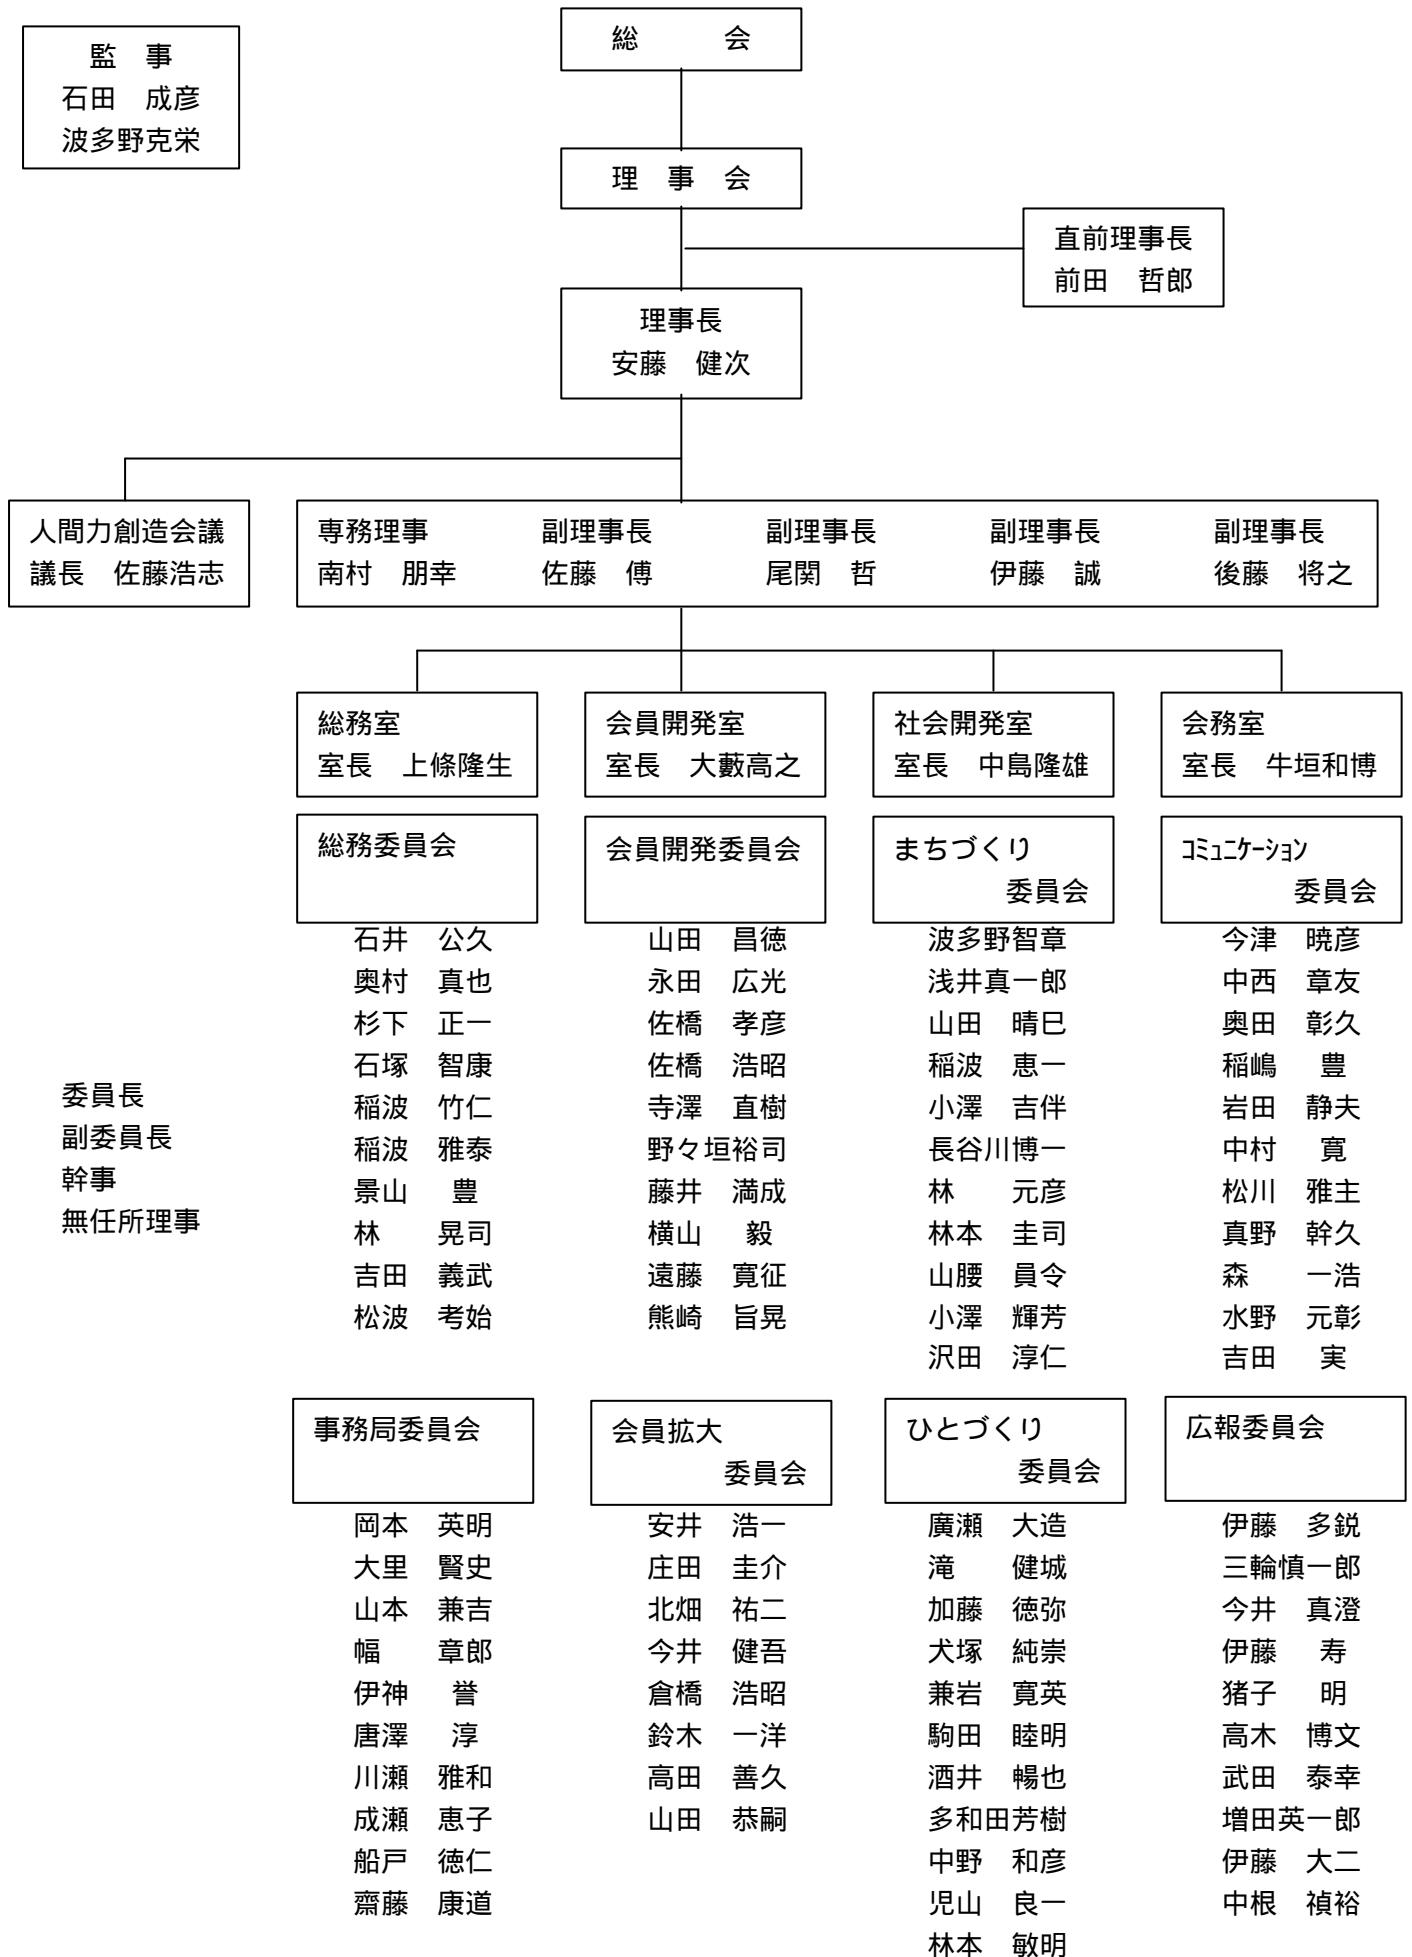 総　　　会
監　事
石田　成彦
波多野克栄
理　事　会
直前理事長
前田　哲郎
理事長
安藤　健次
人間力創造会議
議長　佐藤浩志
専務理事　副理事長　副理事長　副理事長　副理事長
南村　朋幸　佐藤　傅　尾関　哲　伊藤　誠　後藤　将之
総務室
室長　上條隆生
会員開発室
室長　大藪高之
社会開発室
室長　中島隆雄
会務室
室長　牛垣和博
委員長
副委員長
幹事
無任所理事
総務委員会
石井　公久
奥村　真也
杉下　正一
石塚　智康
稲波　竹仁
稲波　雅泰
景山　豊
林　　晃司
吉田　義武
松波　考始
会員開発委員会
山田　昌徳
永田　広光
佐橋　孝彦
佐橋　浩昭
寺澤　直樹
野々垣裕司
藤井　満成
横山　毅
遠藤　寛征
熊崎　旨晃
まちづくり
委員会
波多野智章
浅井真一郎
山田　晴巳
稲波　恵一
小澤　吉伴
長谷川博一
林　　元彦
林本　圭司
山腰　員令
小澤　輝芳
沢田　淳仁
ｺﾐｭﾆｹｰｼｮﾝ
委員会
今津　暁彦
中西　章友
奥田　彰久
稲嶋　豊
岩田　静夫
中村　寛
松川　雅主
真野　幹久
森　　一浩
水野　元彰
吉田　実
事務局委員会
岡本　英明
大里　賢史
山本　兼吉
幅　　章郎
伊神　誉
唐澤　淳
川瀬　雅和
成瀬　恵子
船戸　徳仁
齋藤　康道
会員拡大
委員会
安井　浩一
庄田　圭介
北畑　祐二
今井　健吾
倉橋　浩昭
鈴木　一洋
高田　善久
山田　恭嗣
ひとづくり
委員会
廣瀬　大造
滝　　健城
加藤　徳弥
犬塚　純崇
兼岩　寛英
駒田　睦明
酒井　暢也
多和田芳樹
中野　和彦
児山　良一
林本　敏明
広報委員会
伊藤　多鋭
三輪慎一郎
今井　真澄
伊藤　寿
猪子　明
高木　博文
武田　泰幸
増田英一郎
伊藤　大二
中根　禎裕